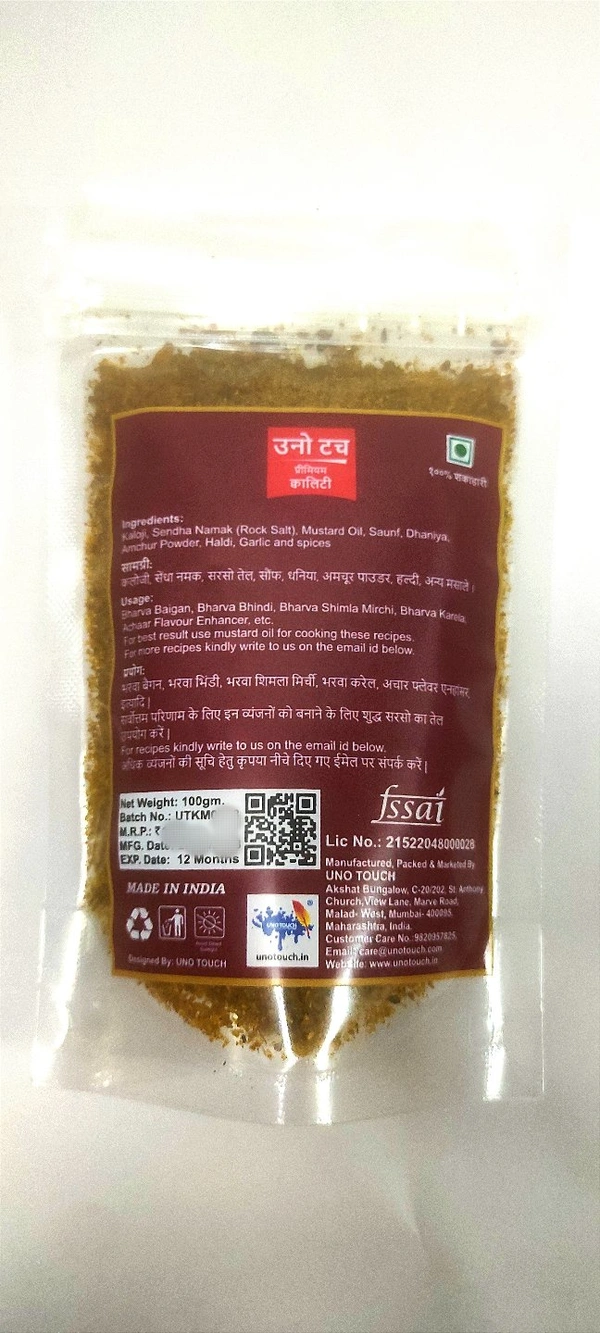 उनो टच
प्रीमियम
क्वालिटी
१००% शाकाहारी
Ingredients:
Kalloji, Sendha Namak (Rock Salt), Mustard Oil, Saunf, Dhaniya,
Amchur Powder, Haldi, Garlic and spices
सामग्री:
कलोंजी, सेंधा नमक, सरसो तेल, सौंफ, धनिया, अमचूर पाउडर, हल्दी, अन्य मसाले |
Usage:
Bharva Baigan, Bharva Bhindi, Bharva Shimla Mirchi, Bharva Karela,
Achaar Flavour Enhancer, etc.
For best result use mustard oil for cooking these recipes.
For more recipes kindly write to us on the email id below.
प्रयोग:
भरवा बैगन, भरवा भिंडी, भरवा शिमला मिर्ची, भरवा करेल, अचार फ्लेवर एनहांसर,
इत्यादि |
सर्वोत्तम परिणाम के लिए इन व्यंजनों को बनाने के लिए शुद्ध सरसो का तेल
उपयोग करें |
For recipes kindly write to us on the email id below.
अधिक व्यंजनों की सूचि हेतु कृपया नीचे दिए गए ईमेल पर संपर्क करें |
Net Weight: 100gm.
Batch No.: UTKM
M.R.P.: ₹
MFG. Date:
EXP. Date: 12 Months
fssai
Lic No.: 21522048000028
Manufactured, Packed & Marketed By
UNO TOUCH
Akshat Bungalow, C-20/202, St. Anthony
Church,View Lane, Marve Road,
Malad- West, Mumbai- 400095,
Maharashtra, India.
Customer Care No.:9820957825,
Email: care@unotouch.com
Website: www.unotouch.in
MADE IN INDIA
UNO TOUCH
unotouch.in
Designed By: UNO TOUCH